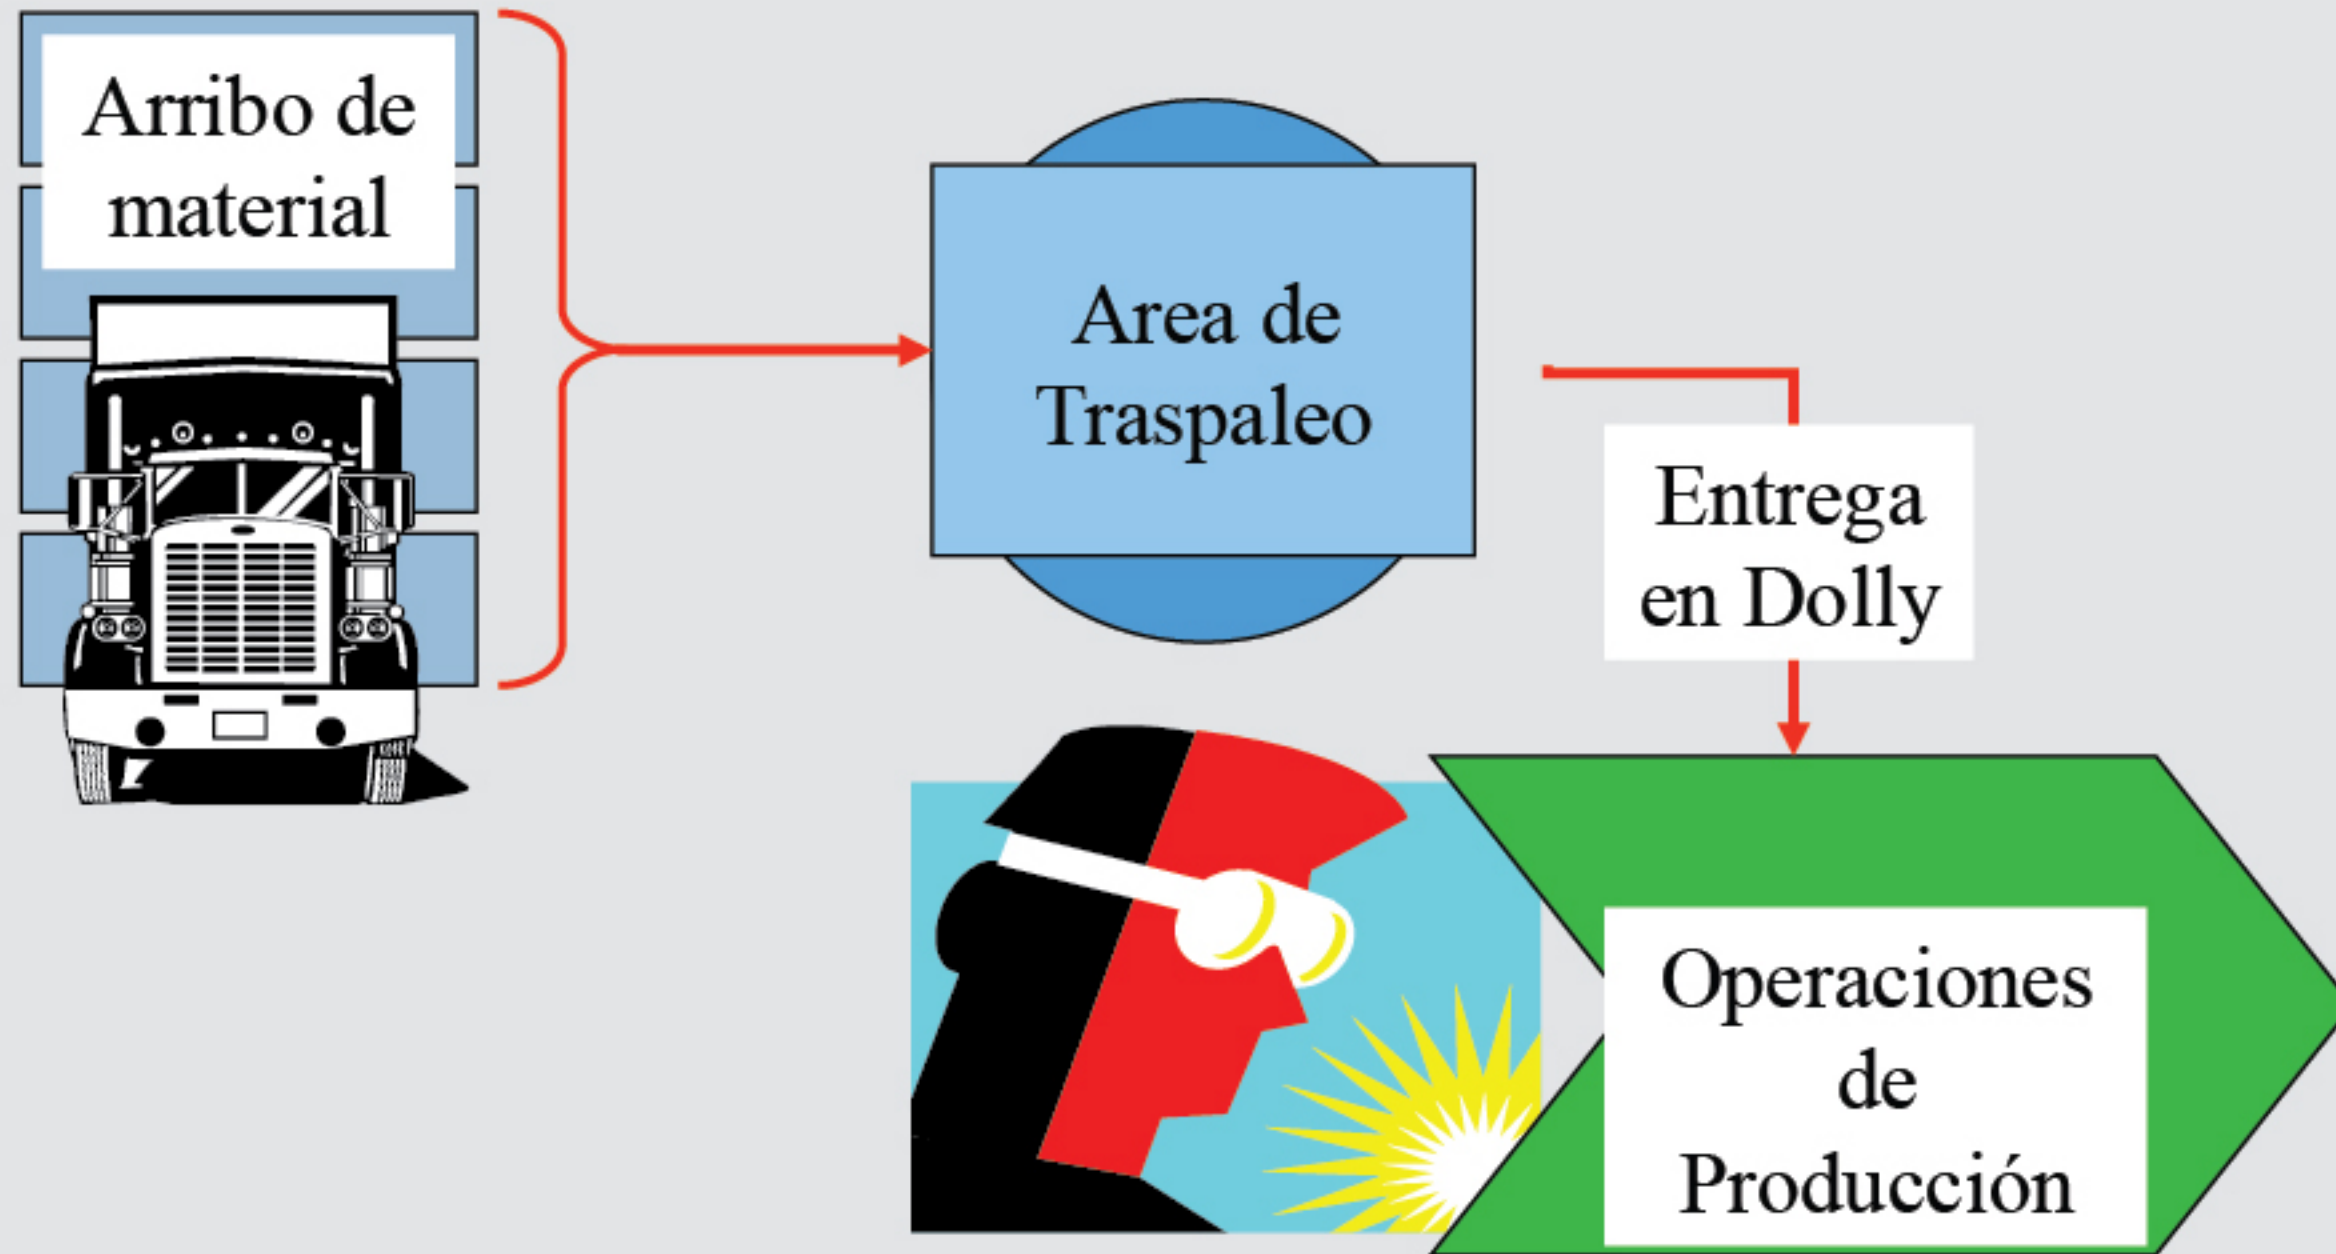 Arribo de
material
Area de
Traspaleo
Entrega
en Dolly
Operaciones
de
Producción